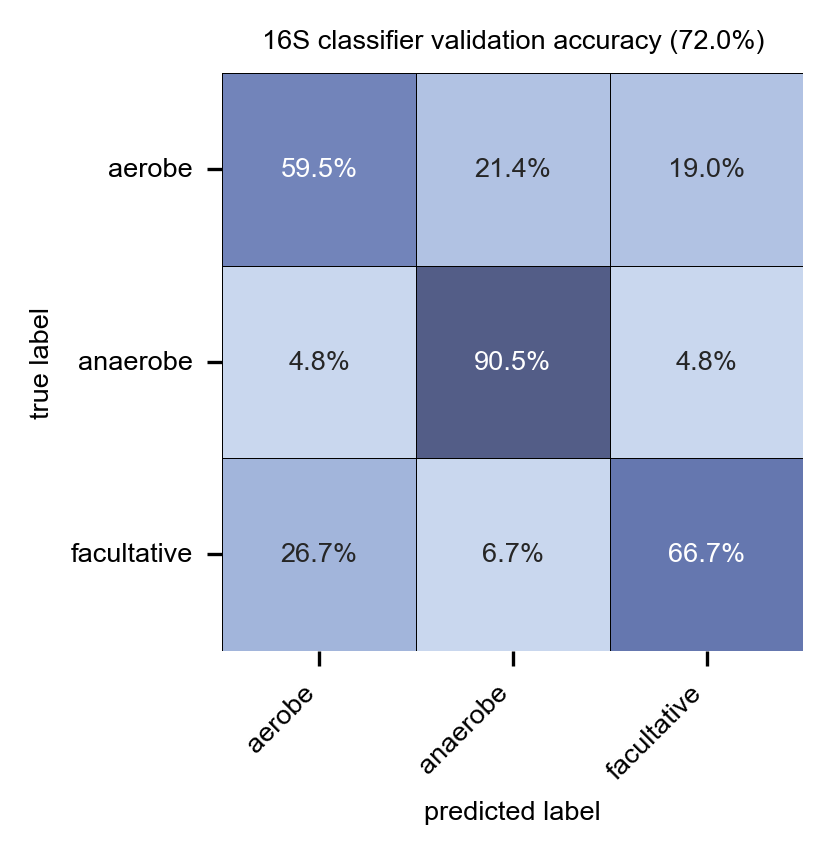 16S classifier validation accuracy (72.0%)
true label
aerobe 59.5% 21.4% 19.0%
anaerobe 4.8% 90.5% 4.8%
facultative 26.7% 6.7% 66.7%
aerobe anaerobe facultative
predicted label